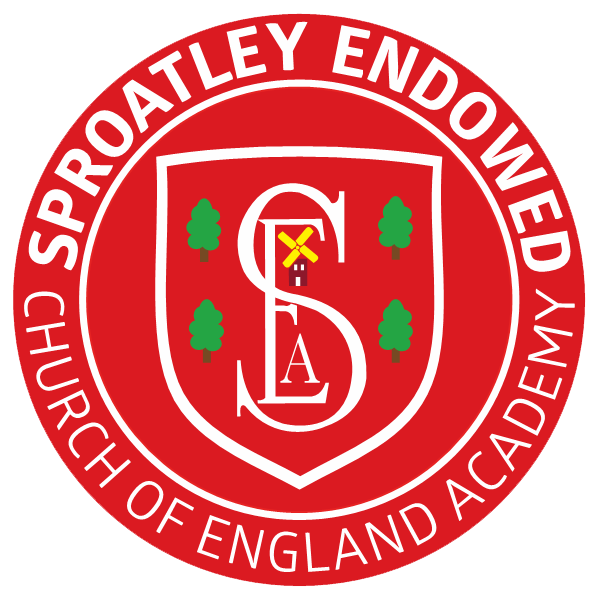 SPROATLEY ENDOWED
SEA
CHURCH OF ENGLAND ACADEMY